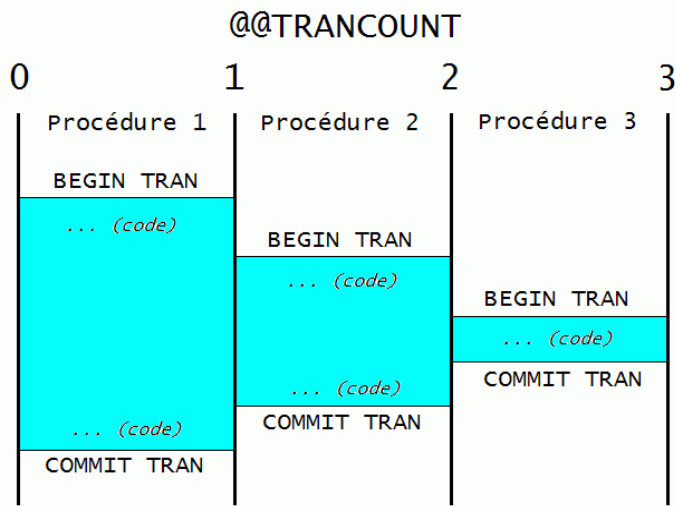 @@TRANCOUNT
0 1 2 3
Procédure 1 Procédure 2 Procédure 3
BEGIN TRAN
... (code)
BEGIN TRAN
... (code)
BEGIN TRAN
... (code)
COMMIT TRAN
... (code)
COMMIT TRAN
... (code)
COMMIT TRAN